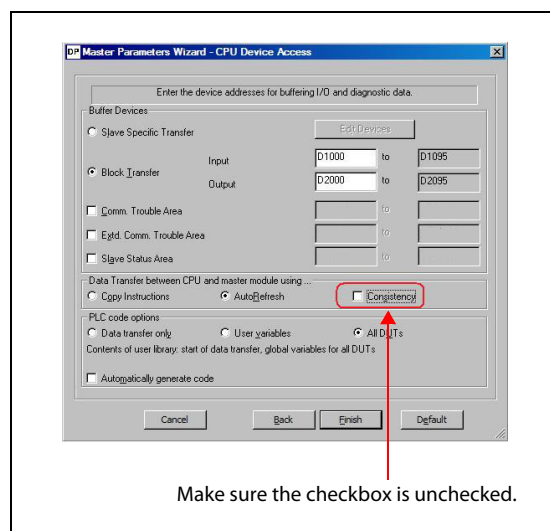 DP Master Parameters Wizard - CPU Device Access
Enter the device addresses for buffering I/O and diagnostic data.
Buffer Devices
Slave Specific Transfer
Edit Devices
Block Transfer
Input
D1000 to D1095
Output
D2000 to D2095
Comm. Trouble Area
to
Extd. Comm. Trouble Area
to
Slave Status Area
to
Data Transfer between CPU and master module using ...
Copy Instructions AutoRefresh Consistency
PLC code options
Data transfer only User variables All DUTs
Contents of user library: start of data transfer, global variables for all DUTs
Automatically generate code
Cancel Back Finish Default
Make sure the checkbox is unchecked.